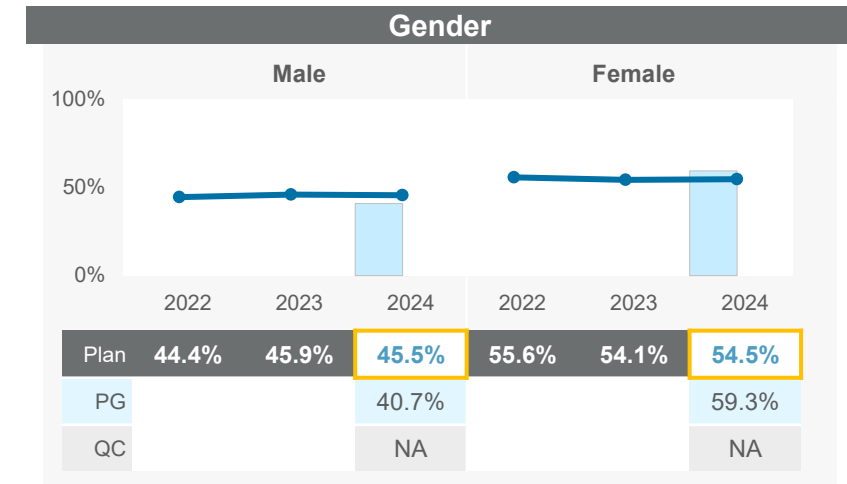 Gender
Male Female
100%
50%
0%
2022 2023 2024 2022 2023 2024
Plan 44.4% 45.9% 45.5% 55.6% 54.1% 54.5%
PG 40.7% 59.3%
QC NA NA